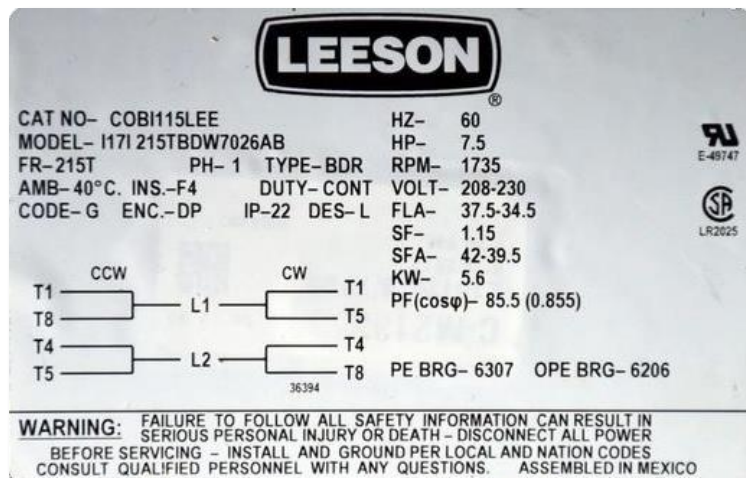 LEESON
®
CAT NO– COBI115LEE
MODEL– I17I 215TBDW7026AB
FR–215T PH– 1 TYPE–BDR
AMB–40°C. INS.–F4 DUTY–CONT
CODE–G ENC.–DP IP–22 DES–L
HZ– 60
HP– 7.5
RPM– 1735
VOLT– 208-230
FLA– 37.5-34.5
SF– 1.15
SFA– 42-39.5
KW– 5.6
PF(cosφ)– 85.5 (0.855)
E-49747
LR2025
CCW CW
T1 L1 T1
T8 T5
T4 L2 T4
T5 T8
36394
PE BRG– 6307 OPE BRG– 6206
WARNING: FAILURE TO FOLLOW ALL SAFETY INFORMATION CAN RESULT IN
SERIOUS PERSONAL INJURY OR DEATH – DISCONNECT ALL POWER
BEFORE SERVICING – INSTALL AND GROUND PER LOCAL AND NATION CODES
CONSULT QUALIFIED PERSONNEL WITH ANY QUESTIONS. ASSEMBLED IN MEXICO